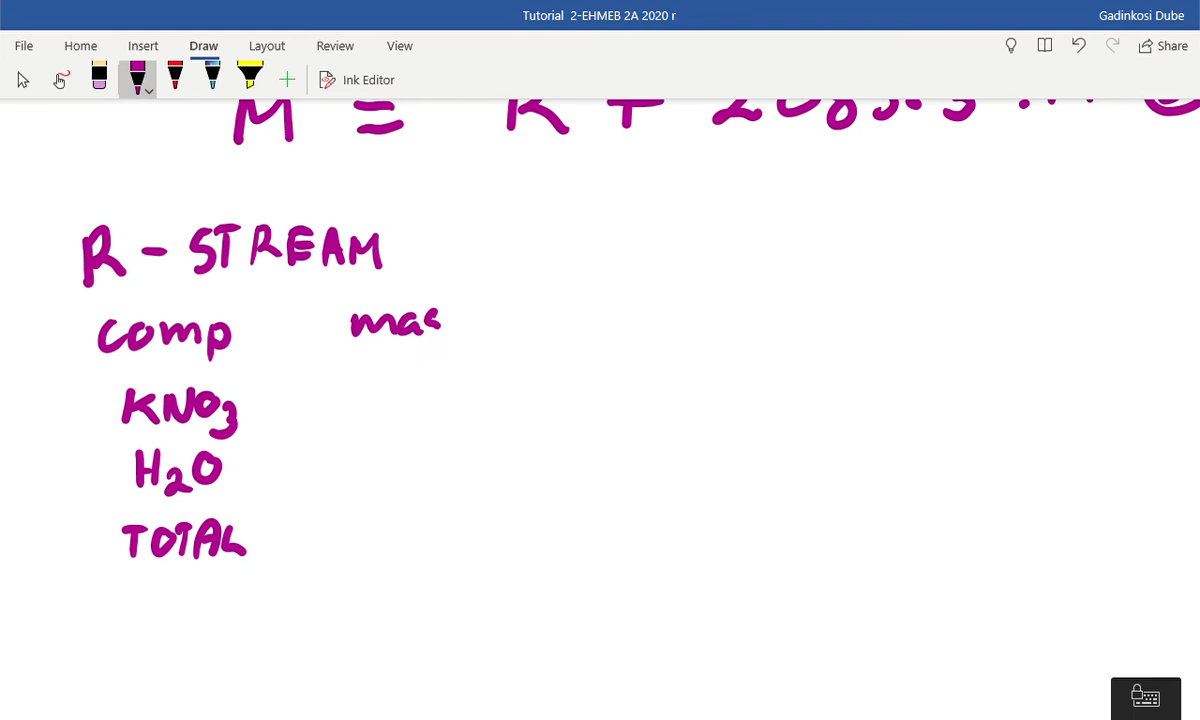 Tutorial 2-EHMEB 2A 2020 r
Gadinkosi Dube
File Home Insert Draw Layout Review View
Share
Ink Editor
M = R +
R - STREAM
comp mas
KNO3
H2O
TOTAL